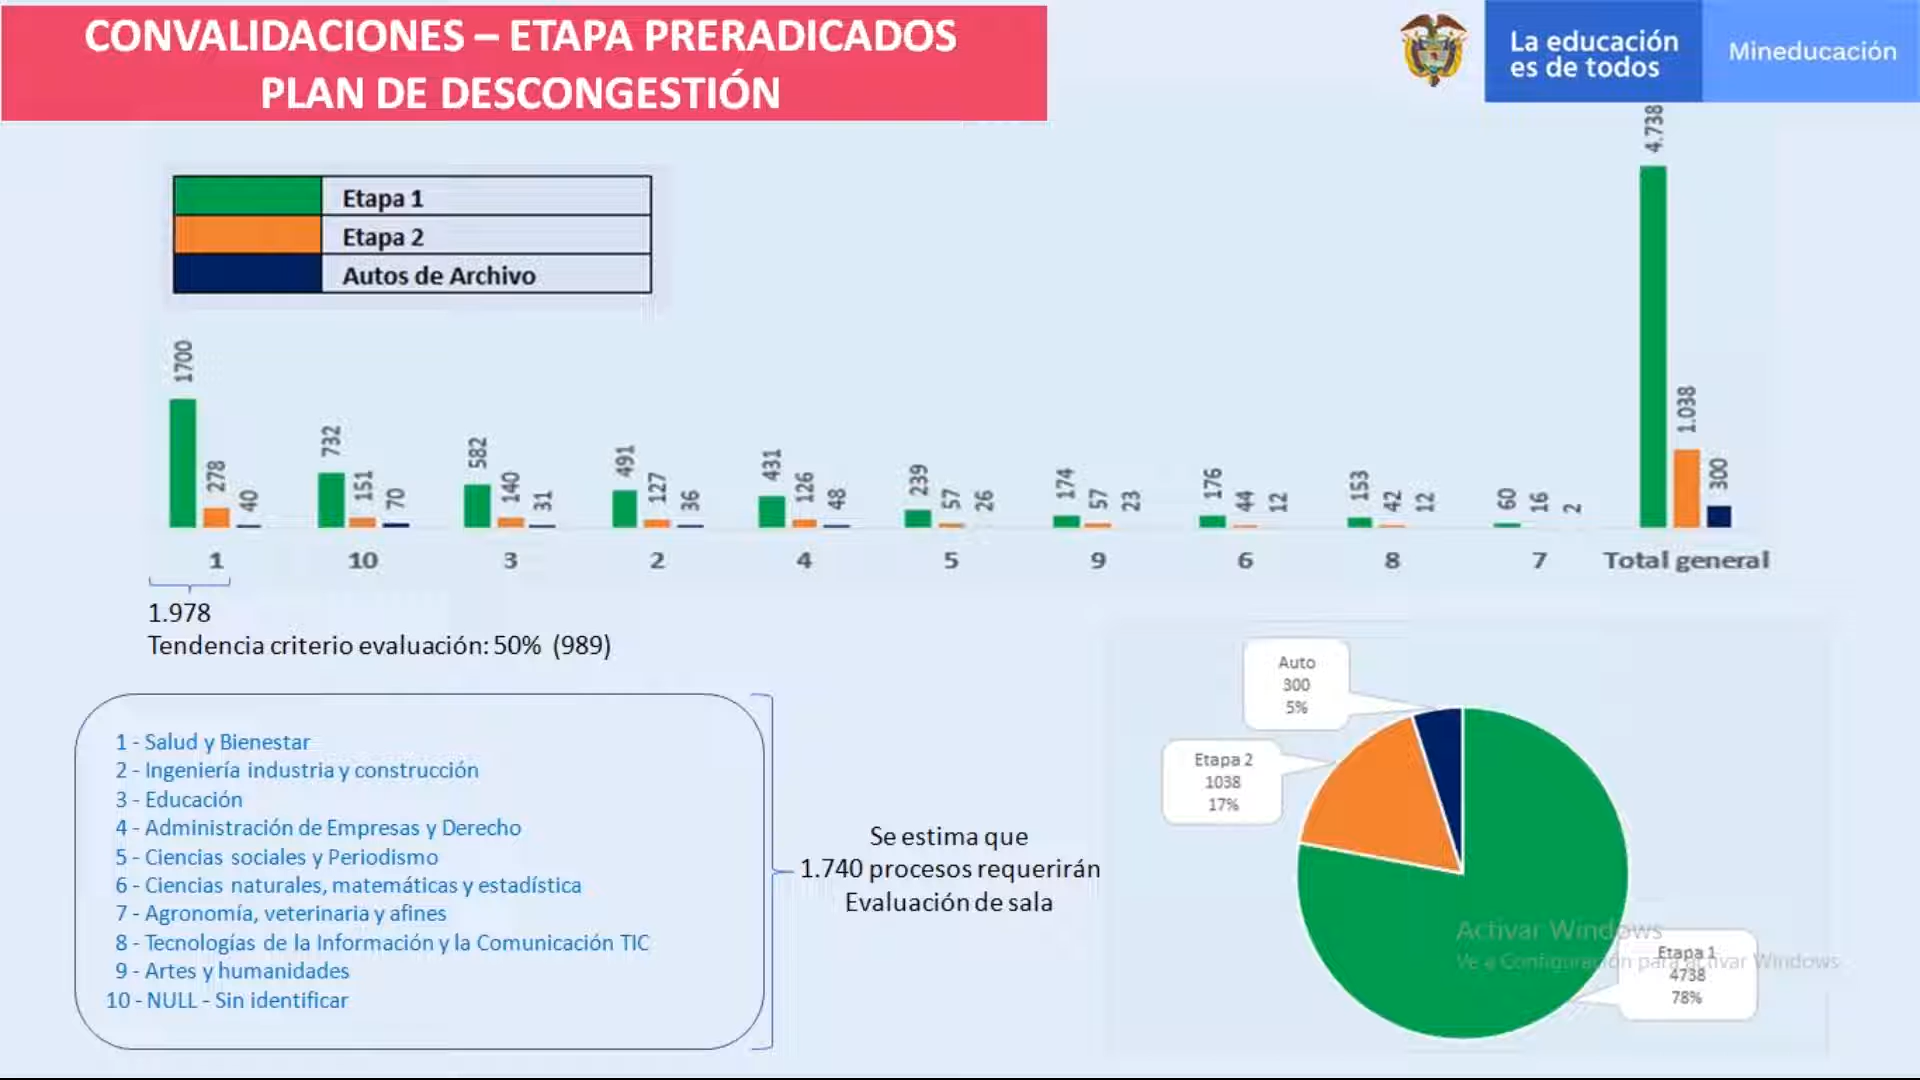 CONVALIDACIONES – ETAPA PRERADICADOS
PLAN DE DESCONGESTIÓN
La educación
es de todos
Mineducación
Etapa 1
Etapa 2
Autos de Archivo
1700 278 40
732 151 70
582 140 31
491 127 36
431 126 48
239 57 26
174 57 23
176 44 12
153 42 12
60 16 2
4.738 1.038 300
1 10 3 2 4 5 9 6 8 7 Total general
1.978
Tendencia criterio evaluación: 50% (989)
1 - Salud y Bienestar
2 - Ingeniería industria y construcción
3 - Educación
4 - Administración de Empresas y Derecho
5 - Ciencias sociales y Periodismo
6 - Ciencias naturales, matemáticas y estadística
7 - Agronomía, veterinaria y afines
8 - Tecnologías de la Información y la Comunicación TIC
9 - Artes y humanidades
10 - NULL - Sin identificar
Se estima que
1.740 procesos requerirán
Evaluación de sala
Auto
300
5%
Etapa 2
1038
17%
Etapa 1
4738
78%
Activar Windows
Ve a Configuración para activar Windows